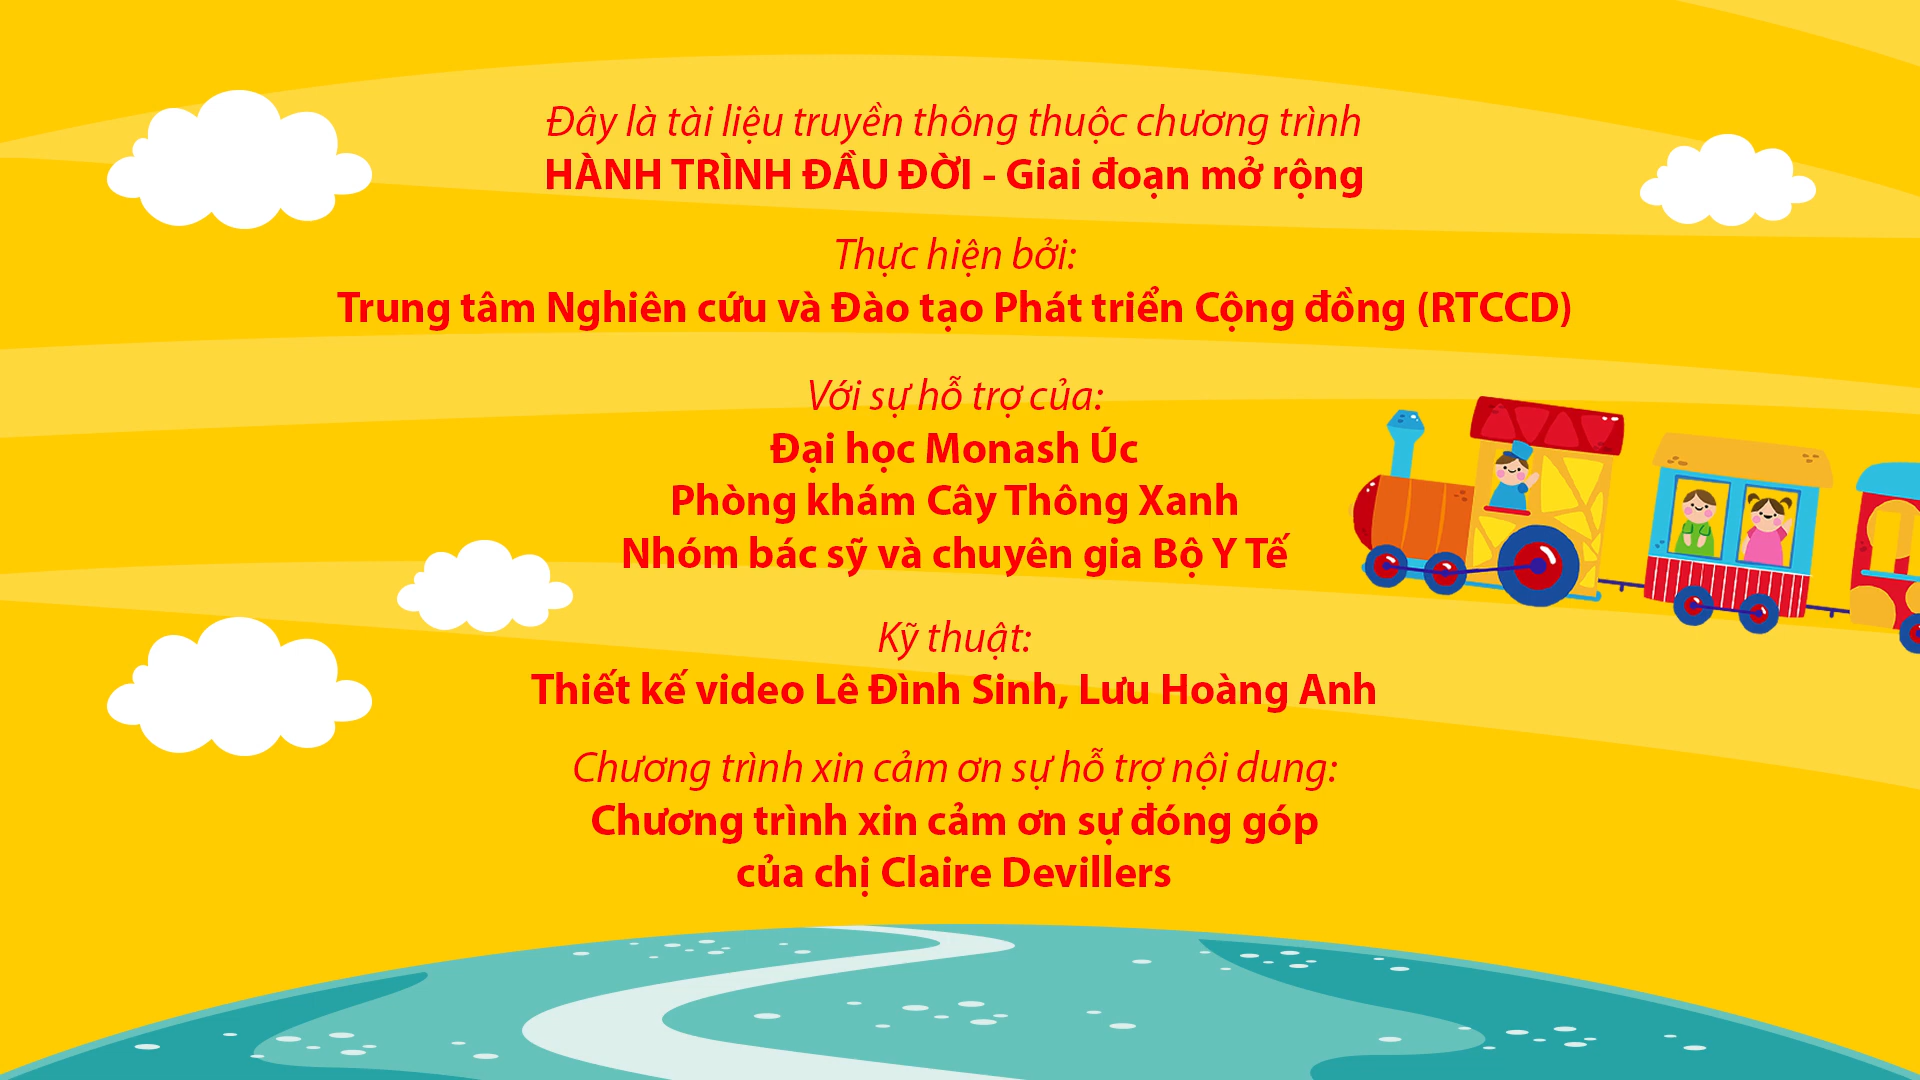 Đây là tài liệu truyền thông thuộc chương trình
HÀNH TRÌNH ĐẦU ĐỜI - Giai đoạn mở rộng
Thực hiện bởi:
Trung tâm Nghiên cứu và Đào tạo Phát triển Cộng đồng (RTCCD)
Với sự hỗ trợ của:
Đại học Monash Úc
Phòng khám Cây Thông Xanh
Nhóm bác sỹ và chuyên gia Bộ Y Tế
Kỹ thuật:
Thiết kế video Lê Đình Sinh, Lưu Hoàng Anh
Chương trình xin cảm ơn sự hỗ trợ nội dung:
Chương trình xin cảm ơn sự đóng góp
của chị Claire Devillers